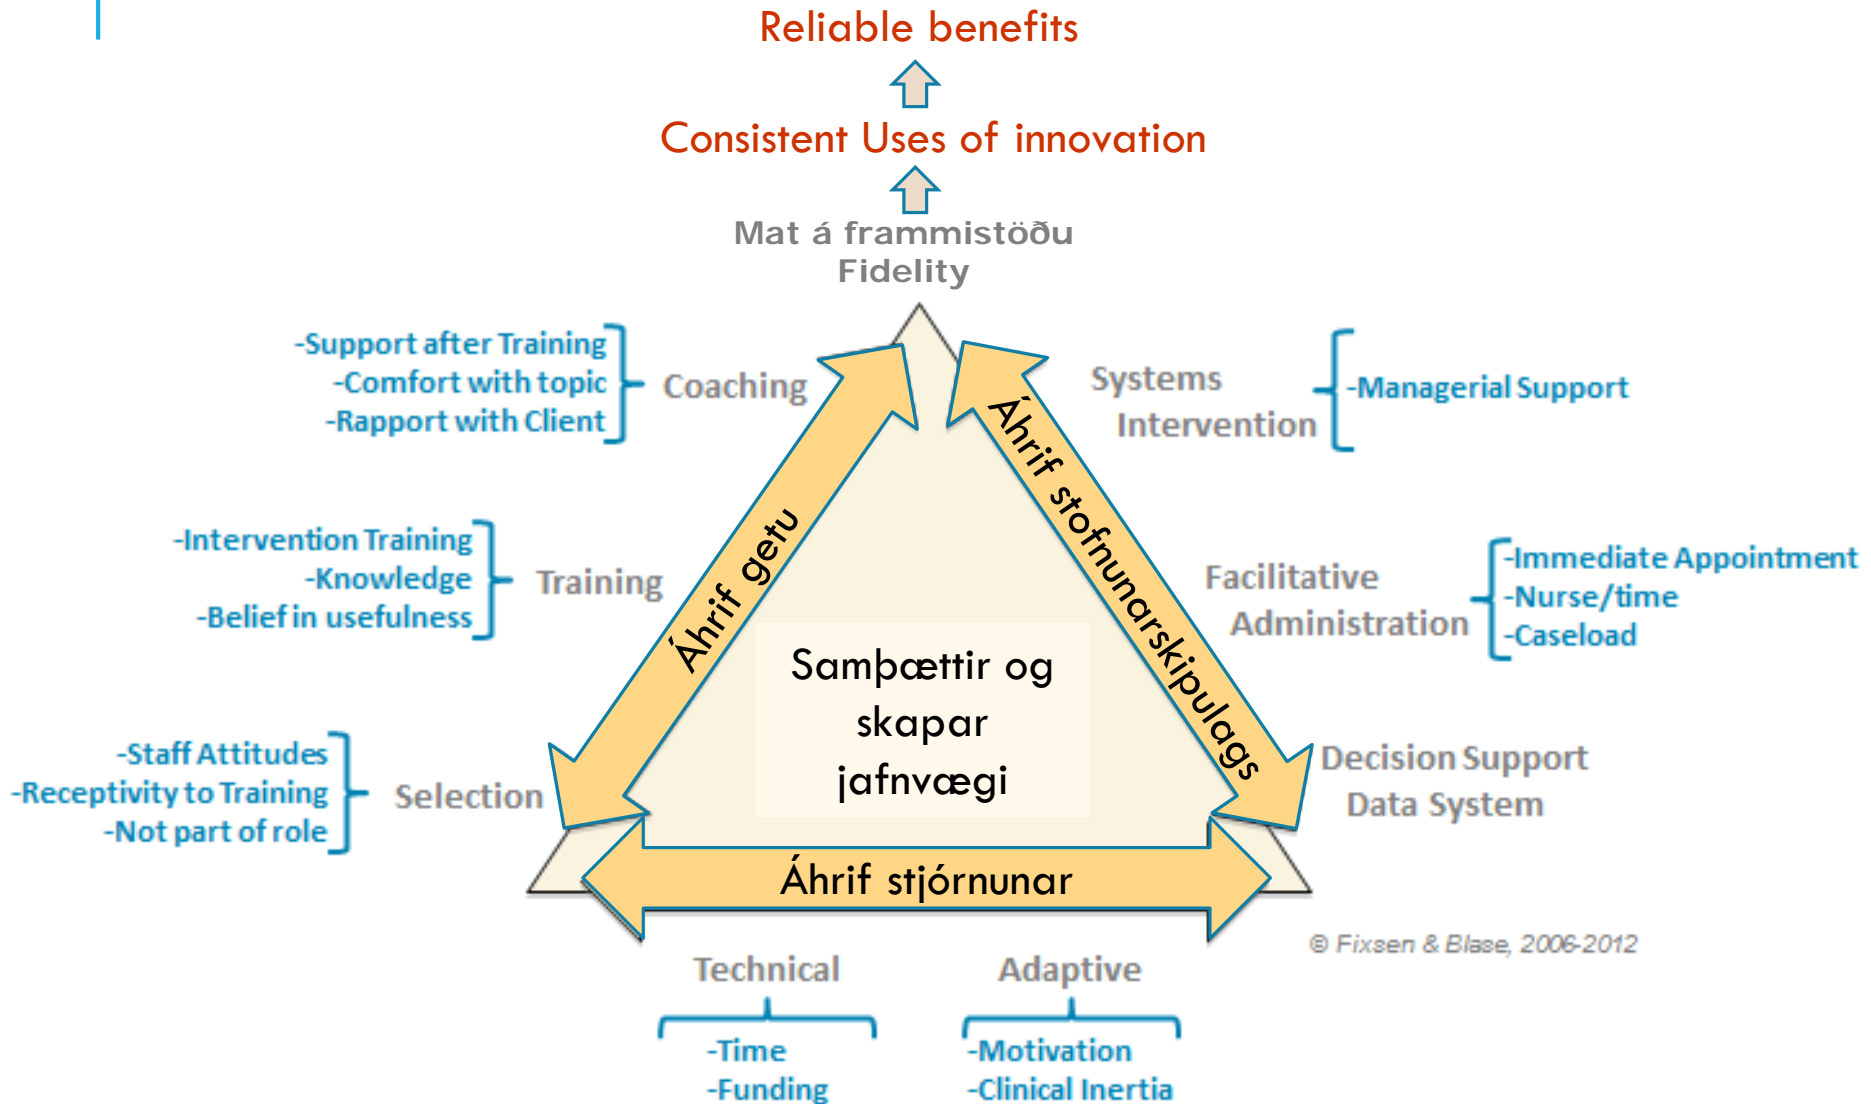 Reliable benefits
Consistent Uses of innovation
Mat á frammistöðu
Fidelity
-Support after Training
-Comfort with topic
-Rapport with Client
Coaching
Systems
Intervention
-Managerial Support
-Intervention Training
-Knowledge
-Belief in usefulness
Training
Áhrif getu
Áhrif stofnunarskipulags
Facilitative
Administration
-Immediate Appointment
-Nurse/time
-Caseload
Samþættir og
skapar
jafnvægi
-Staff Attitudes
-Receptivity to Training
-Not part of role
Selection
Decision Support
Data System
Áhrif stjórnunar
© Fixsen & Blase, 2006-2012
Technical
-Time
-Funding
Adaptive
-Motivation
-Clinical Inertia